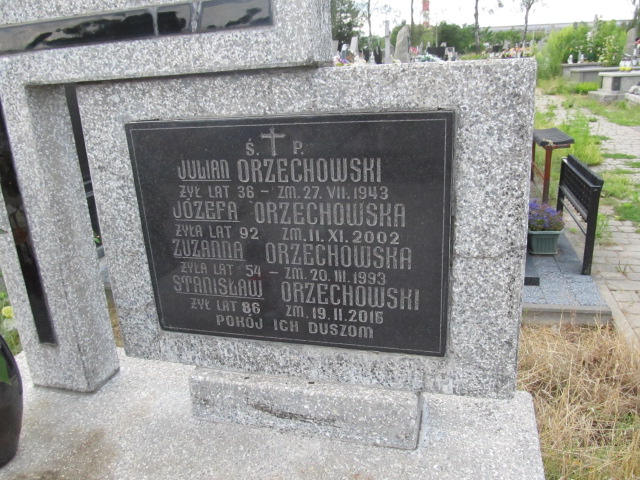 Ś. P.
JULIAN ORZECHOWSKI
ŻYŁ LAT 36 - ZM. 27. VII. 1943
JÓZEFA ORZECHOWSKA
ŻYŁA LAT 92 ZM. 11. XI. 2002
ZUZANNA ORZECHOWSKA
ŻYŁA LAT 54 - ZM. 20. III. 1993
STANISŁAW ORZECHOWSKI
ŻYŁ LAT 86 ZM. 19. II. 2016
POKÓJ ICH DUSZOM